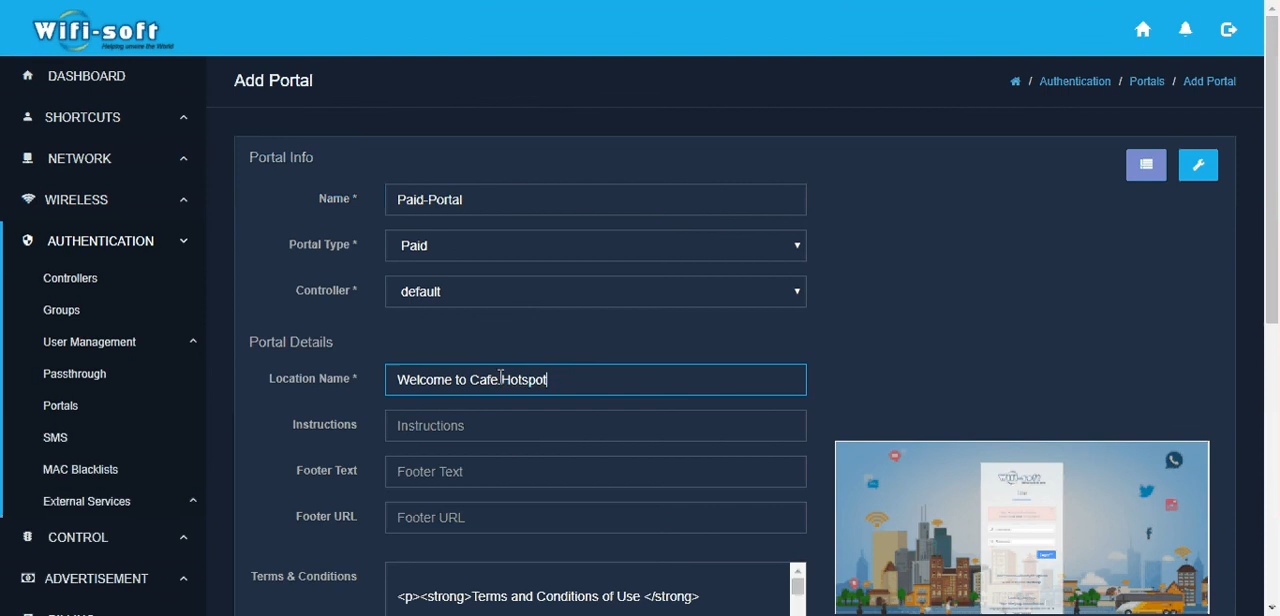 Wifi-soft
Helping unwire the World
DASHBOARD
SHORTCUTS
NETWORK
WIRELESS
AUTHENTICATION
Controllers
Groups
User Management
Passthrough
Portals
SMS
MAC Blacklists
External Services
CONTROL
ADVERTISEMENT
Add Portal
/ Authentication / Portals / Add Portal
Portal Info
Name * Paid-Portal
Portal Type * Paid
Controller * default
Portal Details
Location Name * Welcome to Cafe Hotspot
Instructions Instructions
Footer Text Footer Text
Footer URL Footer URL
Terms & Conditions
<p><strong>Terms and Conditions of Use </strong>
Wifi-soft